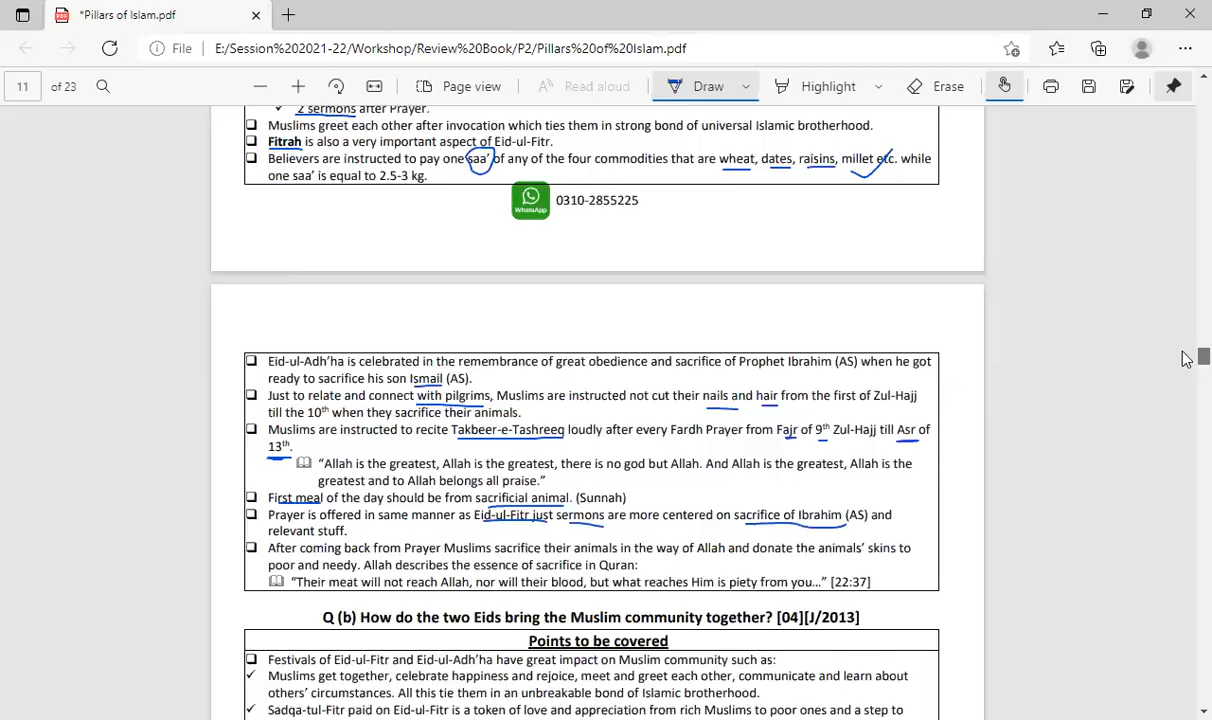 *Pillars of Islam.pdf
File E:/Session%202021-22/Workshop/Review%20Book/P2/Pillars%20of%20Islam.pdf
11 of 23 Page view Read aloud Draw Highlight Erase
2 sermons after Prayer.
Muslims greet each other after invocation which ties them in strong bond of universal Islamic brotherhood.
Fitrah is also a very important aspect of Eid-ul-Fitr.
Believers are instructed to pay one saa’ of any of the four commodities that are wheat, dates, raisins, millet etc. while
one saa’ is equal to 2.5-3 kg.
WhatsApp 0310-2855225
Eid-ul-Adh’ha is celebrated in the remembrance of great obedience and sacrifice of Prophet Ibrahim (AS) when he got
ready to sacrifice his son Ismail (AS).
Just to relate and connect with pilgrims, Muslims are instructed not cut their nails and hair from the first of Zul-Hajj
till the 10th when they sacrifice their animals.
Muslims are instructed to recite Takbeer-e-Tashreeq loudly after every Fardh Prayer from Fajr of 9th Zul-Hajj till Asr of
13th.
“Allah is the greatest, Allah is the greatest, there is no god but Allah. And Allah is the greatest, Allah is the
greatest and to Allah belongs all praise.”
First meal of the day should be from sacrificial animal. (Sunnah)
Prayer is offered in same manner as Eid-ul-Fitr just sermons are more centered on sacrifice of Ibrahim (AS) and
relevant stuff.
After coming back from Prayer Muslims sacrifice their animals in the way of Allah and donate the animals’ skins to
poor and needy. Allah describes the essence of sacrifice in Quran:
“Their meat will not reach Allah, nor will their blood, but what reaches Him is piety from you...” [22:37]
Q (b) How do the two Eids bring the Muslim community together? [04][J/2013]
Points to be covered
Festivals of Eid-ul-Fitr and Eid-ul-Adh’ha have great impact on Muslim community such as:
Muslims get together, celebrate happiness and rejoice, meet and greet each other, communicate and learn about
others’ circumstances. All this tie them in an unbreakable bond of Islamic brotherhood.
Sadqa-tul-Fitr paid on Eid-ul-Fitr is a token of love and appreciation from rich Muslims to poor ones and a step to